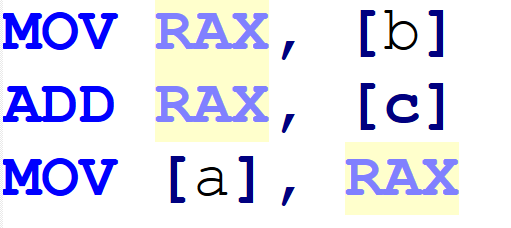 MOV RAX, [b]
ADD RAX, [c]
MOV [a], RAX